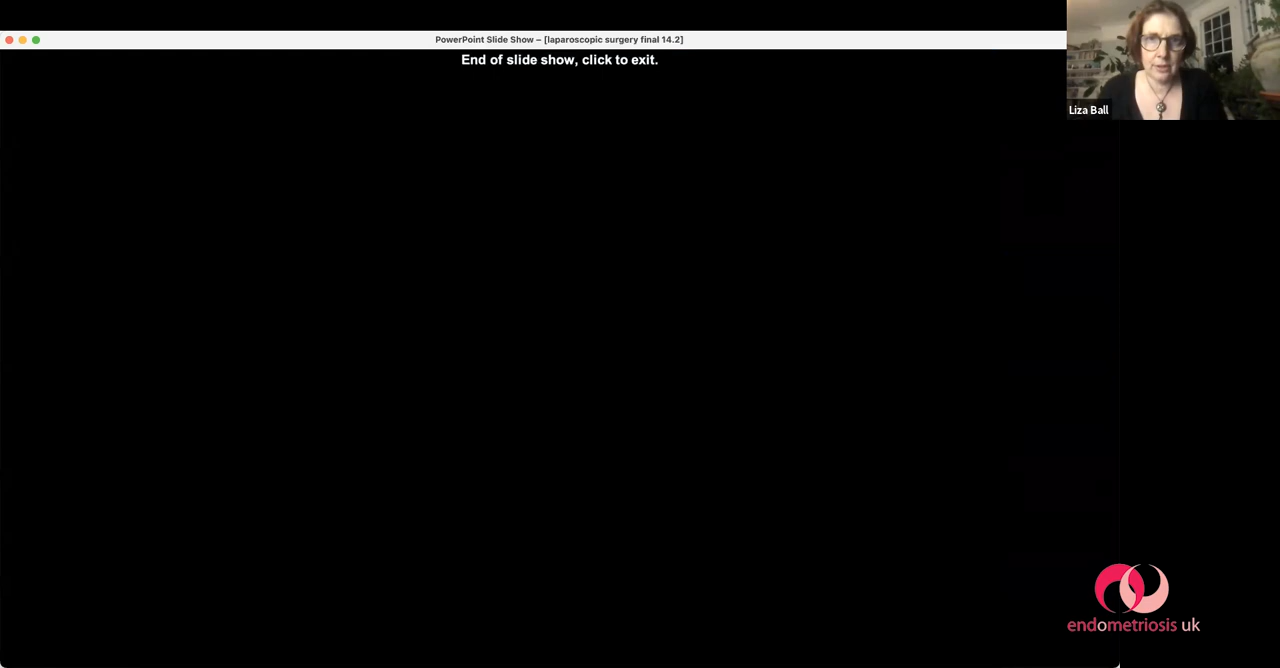 PowerPoint Slide Show – [laparoscopic surgery final 14.2]
End of slide show, click to exit.
Liza Ball
endometriosis uk